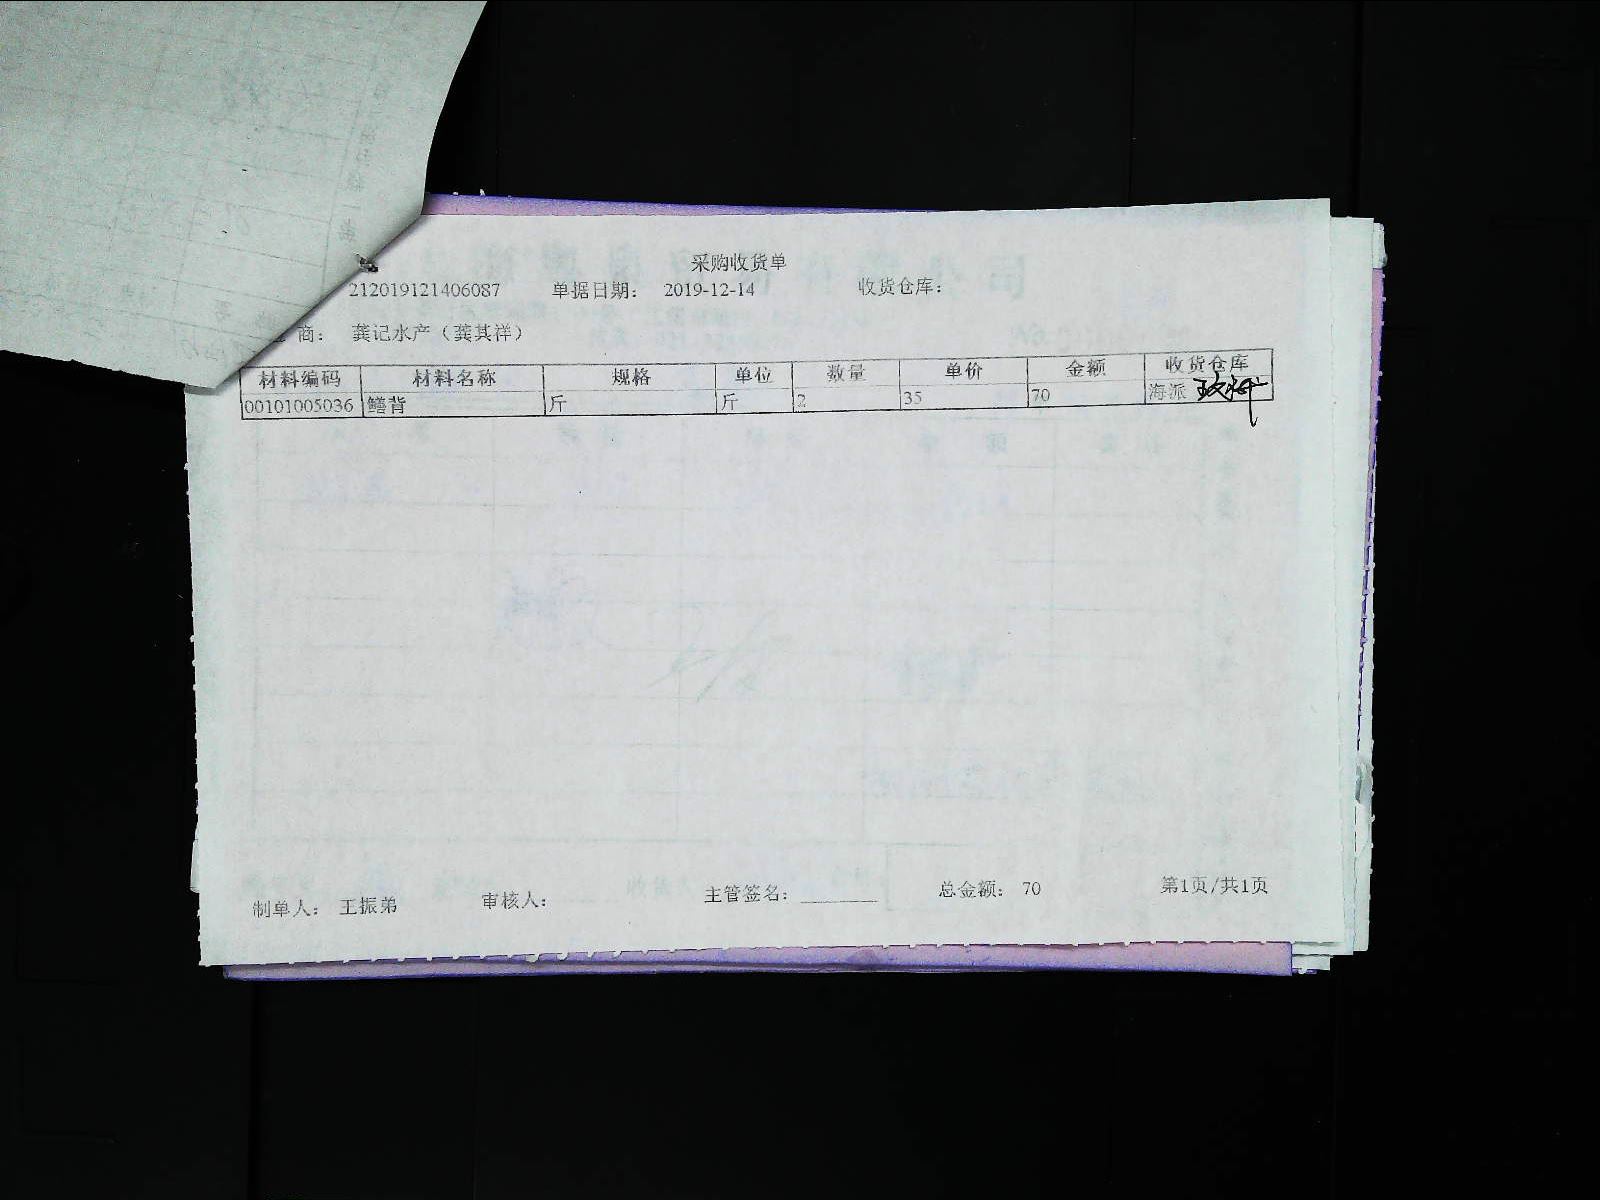 采购收货单
212019121406087 单据日期: 2019-12-14 收货仓库:
商: 龚记水产（龚其祥）
材料编码 材料名称 规格 单位 数量 单价 金额 收货仓库
00101005036 鳝背 斤 斤 2 35 70 海派
制单人: 王振弟 审核人: 主管签名: 总金额: 70 第1页/共1页